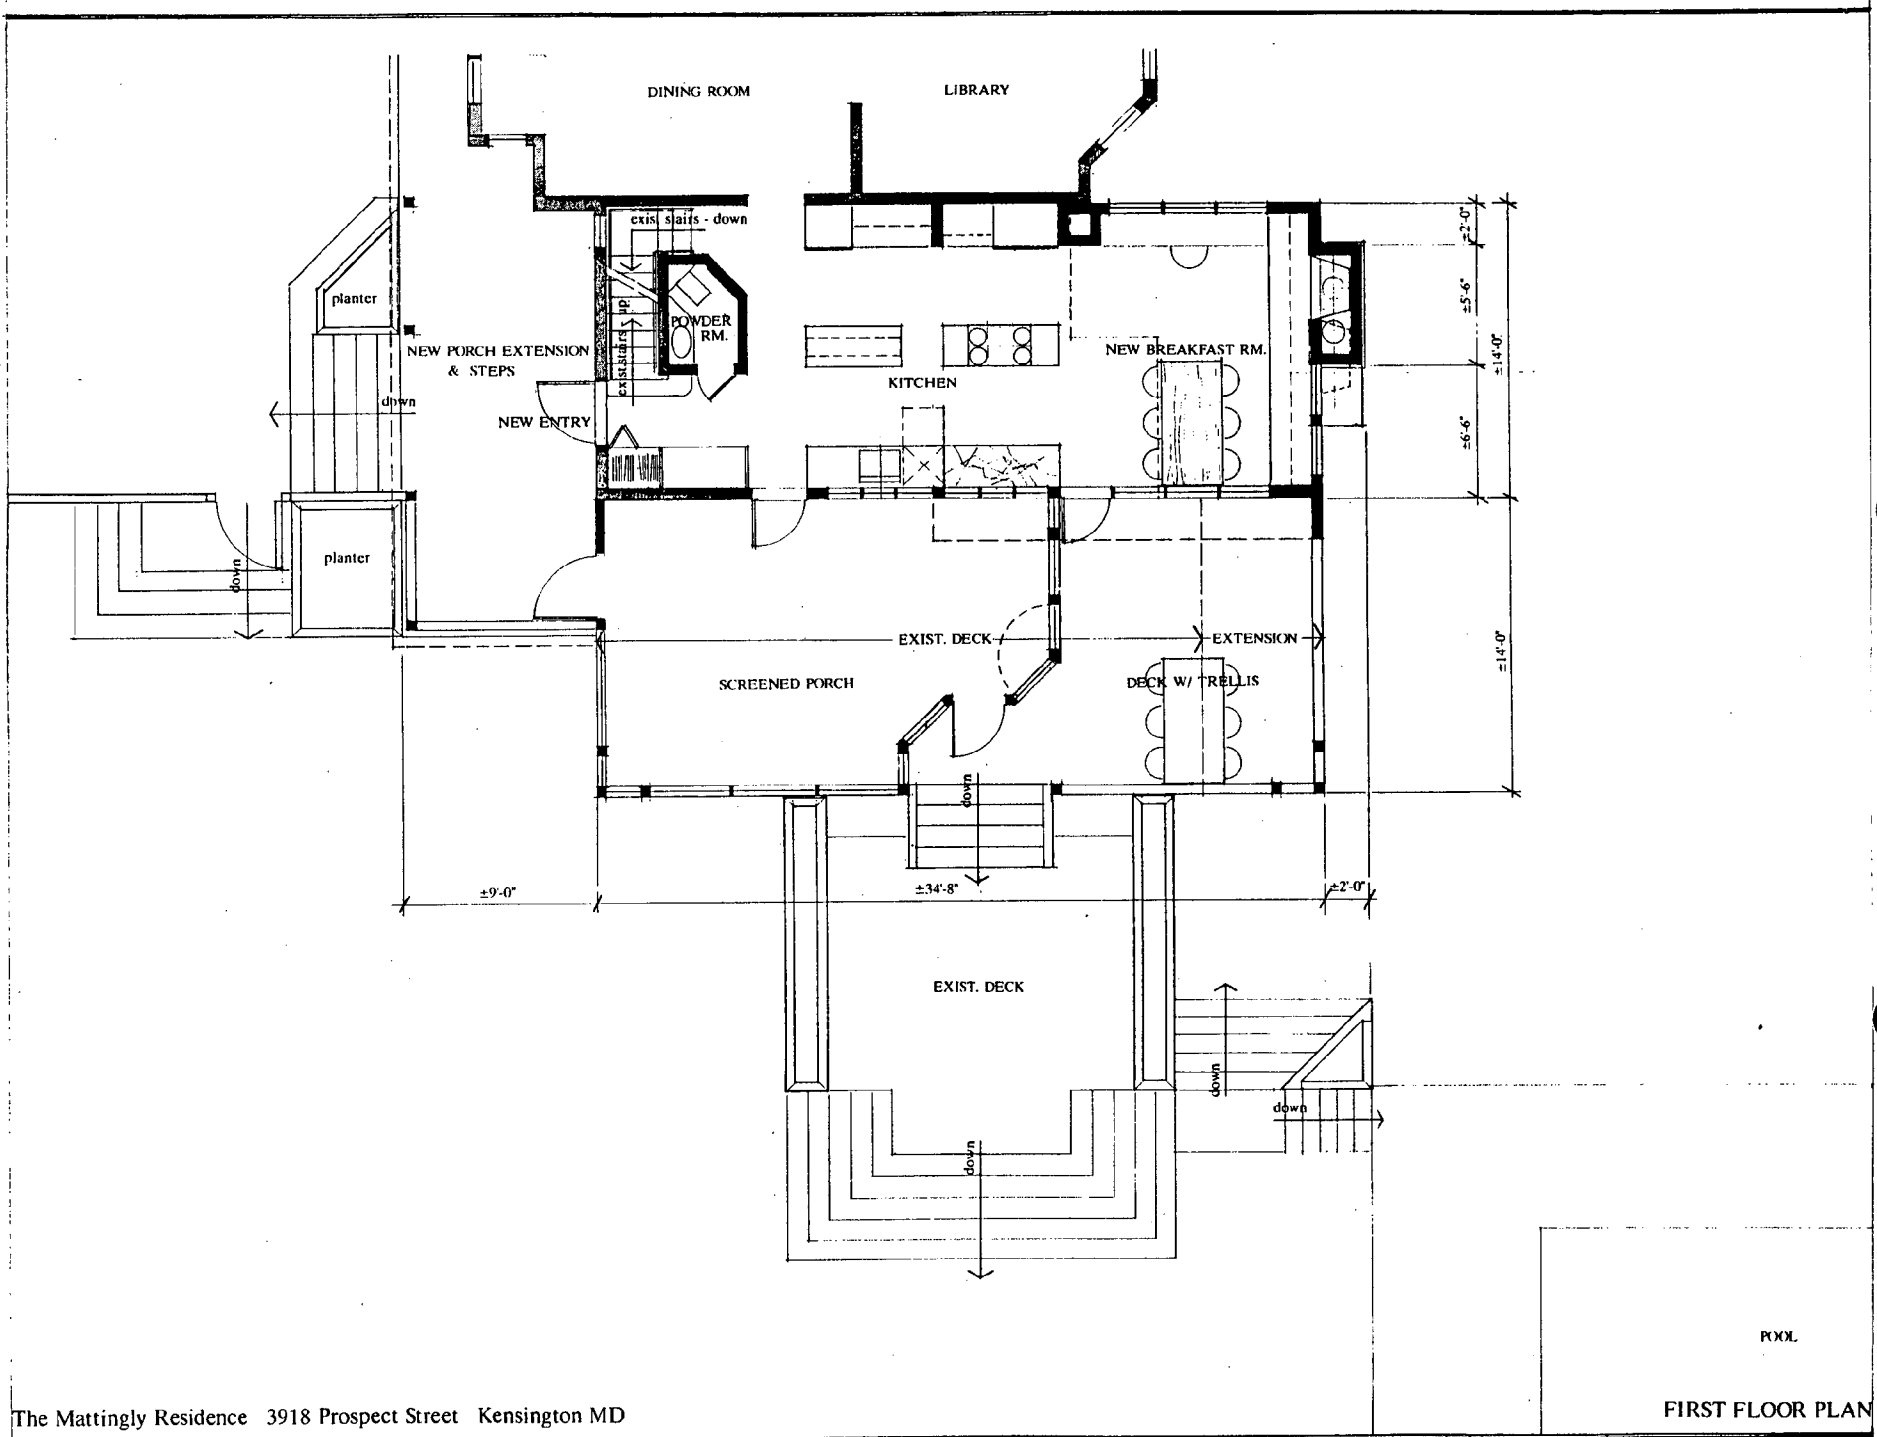 DINING ROOM
LIBRARY
exist stairs - down
±2'-0"
planter
exist stairs up
POWDER
RM.
±5'-6"
±14'-0"
NEW PORCH EXTENSION
& STEPS
NEW BREAKFAST RM.
KITCHEN
down
NEW ENTRY
±6'-6"
planter
down
EXIST. DECK
EXTENSION
±14'-0"
SCREENED PORCH
DECK W/ TRELLIS
down
±9'-0"
±34'-8"
±2'-0"
EXIST. DECK
down
down
down
POOL
The Mattingly Residence 3918 Prospect Street Kensington MD
FIRST FLOOR PLAN